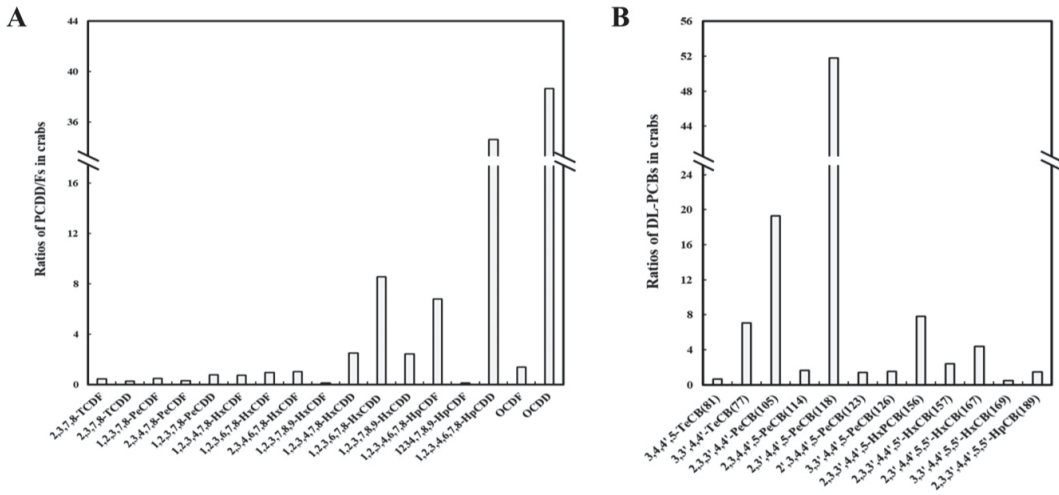 A
Ratios of PCDD/Fs in crabs
44
40
36
16
12
8
4
0
2,3,7,8-TCDF
2,3,7,8-TCDD
1,2,3,7,8-PeCDF
2,3,4,7,8-PeCDF
1,2,3,7,8-PeCDD
1,2,3,4,7,8-HxCDF
1,2,3,6,7,8-HxCDF
2,3,4,6,7,8-HxCDF
1,2,3,7,8,9-HxCDF
1,2,3,4,7,8-HxCDD
1,2,3,6,7,8-HxCDD
1,2,3,7,8,9-HxCDD
1,2,3,4,6,7,8-HpCDF
1234,7,8,9-HpCDF
1,2,3,4,6,7,8-HpCDD
OCDF
OCDD
B
Ratios of DL-PCBs in crabs
56
52
48
44
24
20
16
12
8
4
0
3,4,4',5-TeCB(81)
3,3',4,4'-TeCB(77)
2,3,3',4,4'-PeCB(105)
2,3,4,4',5-PeCB(114)
2,3',4,4',5-PeCB(118)
2',3,4,4',5-PeCB(123)
3,3',4,4',5-PeCB(126)
2,3,3',4,4',5-HxPCB(156)
2,3,3',4,4',5'-HxCB(157)
2,3',4,4',5,5'-HxCB(167)
3,3',4,4',5,5'-HxCB(169)
2,3,3',4,4',5,5'-HpCB(189)